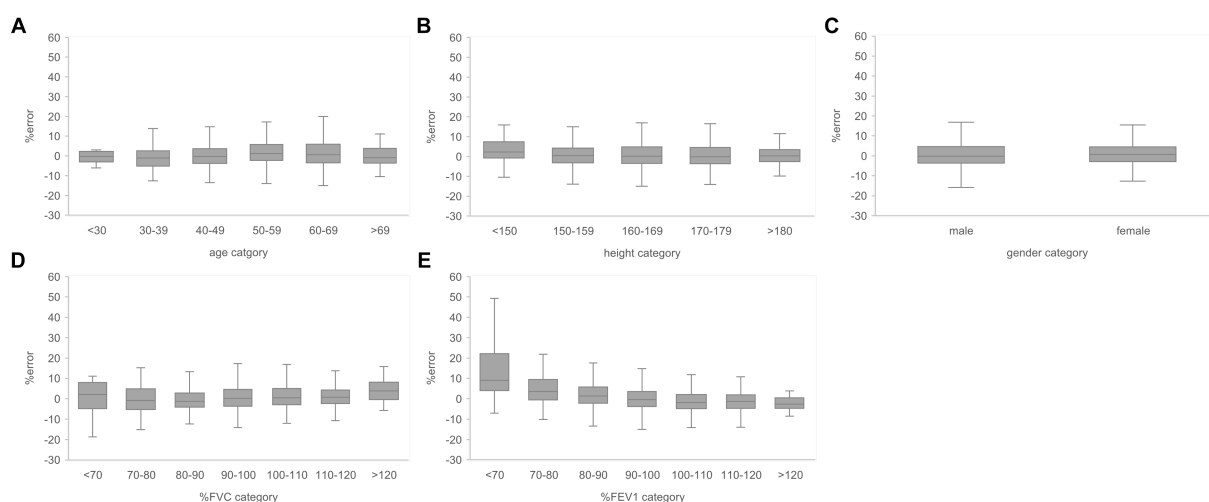 A
60
50
40
30
20
10
0
-10
-20
-30
%error
<30 30-39 40-49 50-59 60-69 >69
age catgory
B
60
50
40
30
20
10
0
-10
-20
-30
%error
<150 150-159 160-169 170-179 >180
height category
C
60
50
40
30
20
10
0
-10
-20
-30
%error
male female
gender category
D
60
50
40
30
20
10
0
-10
-20
-30
%error
<70 70-80 80-90 90-100 100-110 110-120 >120
%FVC category
E
60
50
40
30
20
10
0
-10
-20
-30
%error
<70 70-80 80-90 90-100 100-110 110-120 >120
%FEV1 category